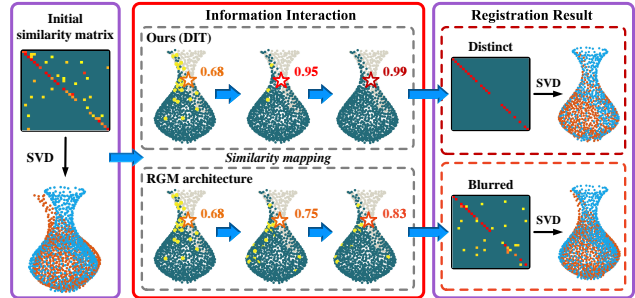 Initial
similarity matrix
SVD
Information Interaction
Ours (DIT)
0.68
0.95
0.99
Similarity mapping
RGM architecture
0.68
0.75
0.83
Registration Result
Distinct
SVD
Blurred
SVD